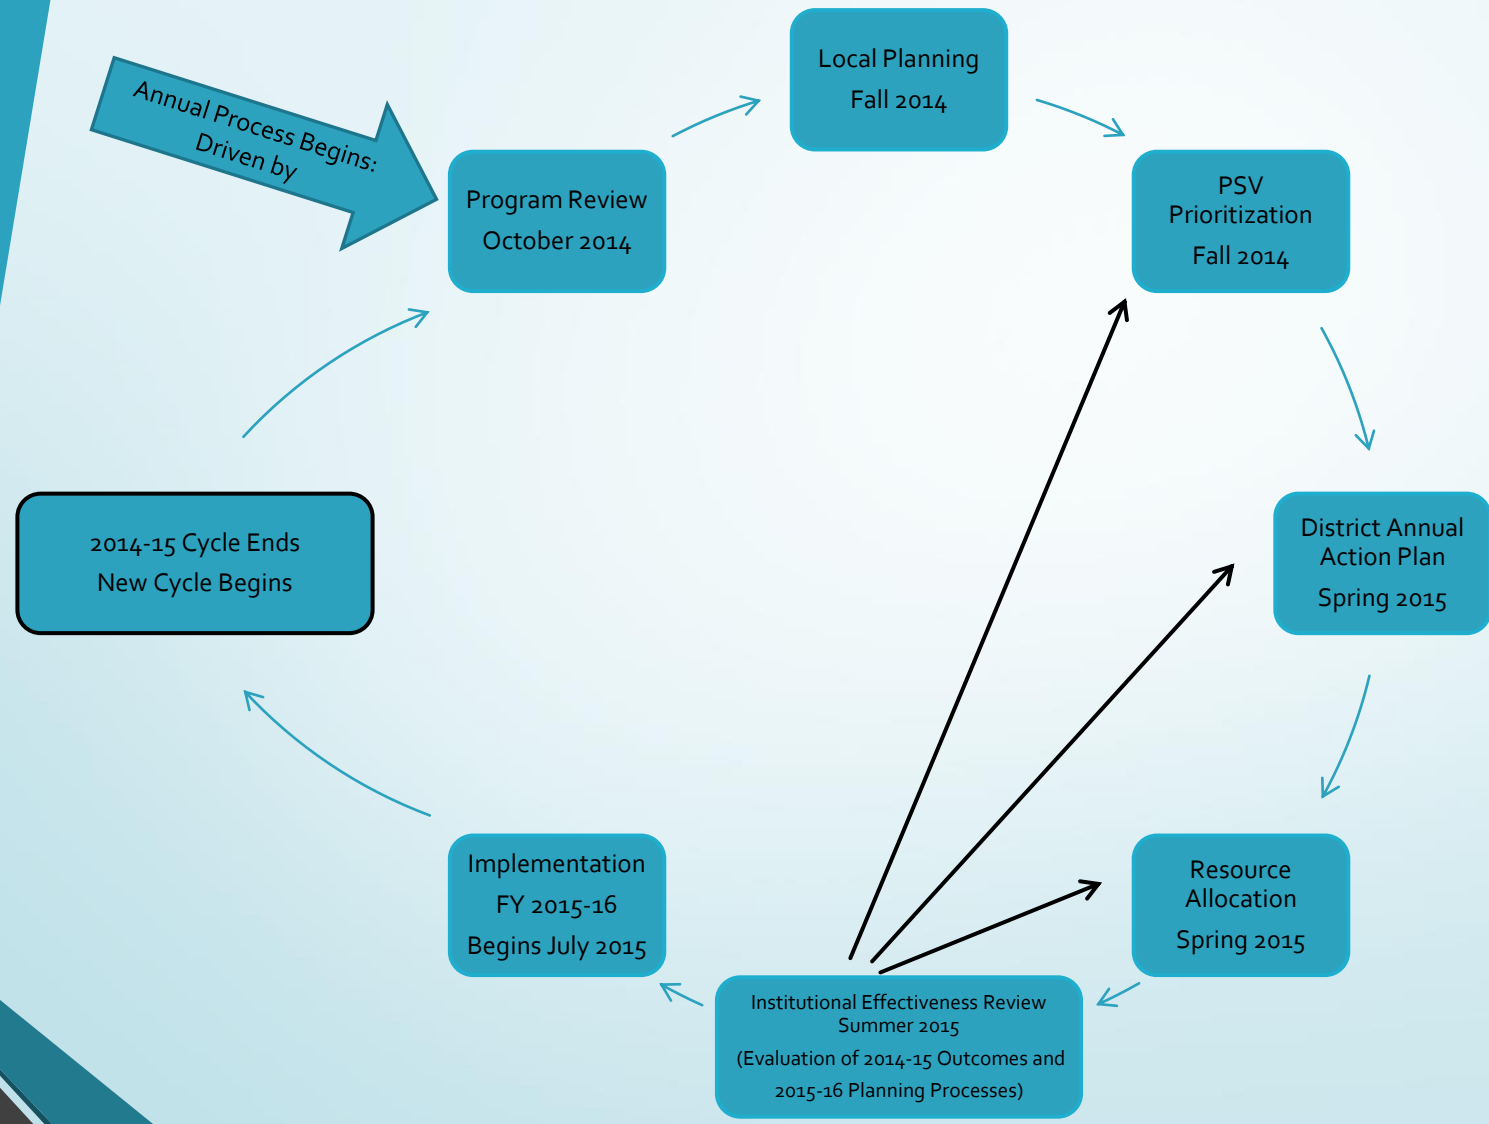 Annual Process Begins:
Driven by
Local Planning
Fall 2014
Program Review
October 2014
PSV
Prioritization
Fall 2014
District Annual
Action Plan
Spring 2015
2014-15 Cycle Ends
New Cycle Begins
Resource
Allocation
Spring 2015
Implementation
FY 2015-16
Begins July 2015
Institutional Effectiveness Review
Summer 2015
(Evaluation of 2014-15 Outcomes and
2015-16 Planning Processes)